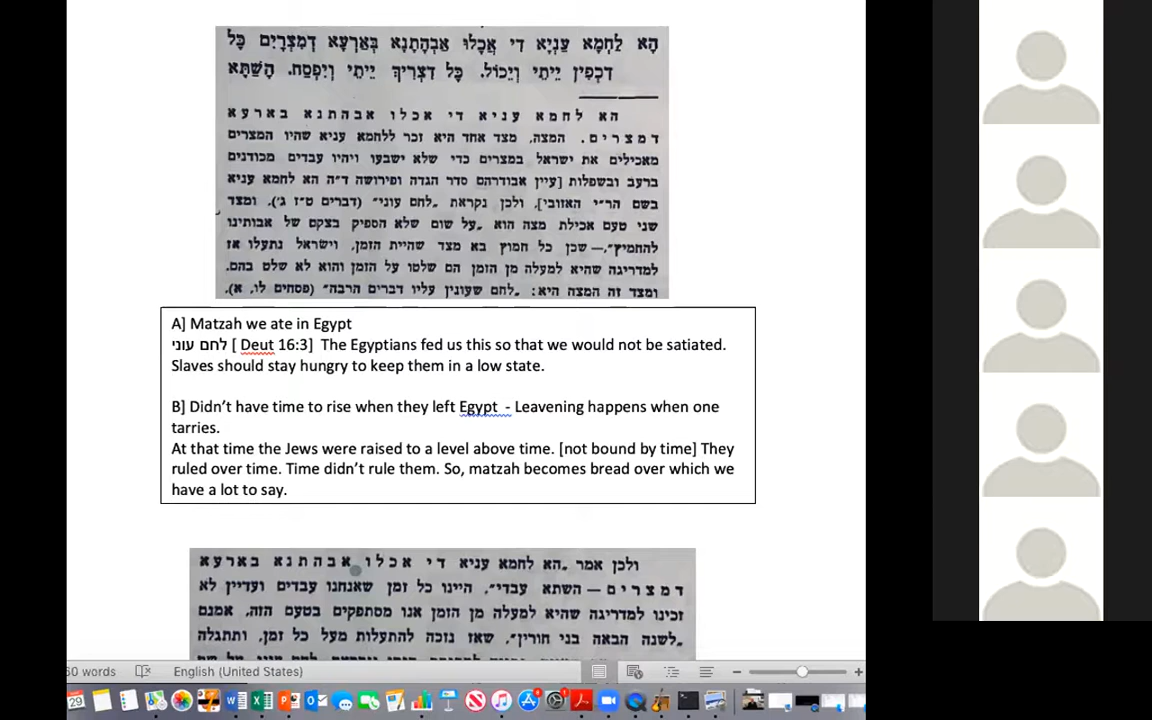 הָא לַחְמָא עַנְיָא דִי אֲכָלוּ אַבְהָתָנָא בְּאַרְעָא דְמִצְרָיִם כָּל
דִכְפִין יֵיתֵי וְיֵכוֹל. כָּל דִצְרִיךְ יֵיתֵי וְיִפְסַח. הָשַׁתָּא
הא לחמא עניא די אכלו אבהתנא בארעא
דמצרים. המצה, מצד אחד היא זכר ללחמא עניא שהיו המצרים
מאכילים את ישראל במצרים כדי שלא ישבעו ויהיו עבדים מכודנים
ברעב ובשפלות [עיין אבודרהם סדר הגדה ופירושה ד"ה הא לחמא עניא
בשם הר"י האזובי], ולכן נקראת „לחם עוני" (דברים ט"ז ג'). ומצד
שני טעם אכילת מצה הוא „על שום שלא הספיק בצקם של אבותינו
להחמיץ",— שכן כל חמוץ בא מצד שהיית הזמן, וישראל נתעלו אז
למדריגה שהיא למעלה מן הזמן הם שלטו על הזמן והוא לא שלט בהם.
ומצד זה המצה היא: „לחם שעונין עליו דברים הרבה" (פסחים לו, א).
A] Matzah we ate in Egypt
לחם עוני [ Deut 16:3] The Egyptians fed us this so that we would not be satiated.
Slaves should stay hungry to keep them in a low state.
B] Didn’t have time to rise when they left Egypt - Leavening happens when one
tarries.
At that time the Jews were raised to a level above time. [not bound by time] They
ruled over time. Time didn’t rule them. So, matzah becomes bread over which we
have a lot to say.
ולכן אמר „הא לחמא עניא די אכלו אבהתנא בארעא
דמצרים — השתא עבדי", היינו כל זמן שאנחנו עבדים ועדיין לא
זכינו למדריגה שהיא למעלה מן הזמן אנו מסתפקים בטעם הזה, אמנם
„לשנה הבאה בני חורין", שאז נזכה להתעלות מעל כל זמן, ותתגלה
0 words
English (United States)
29